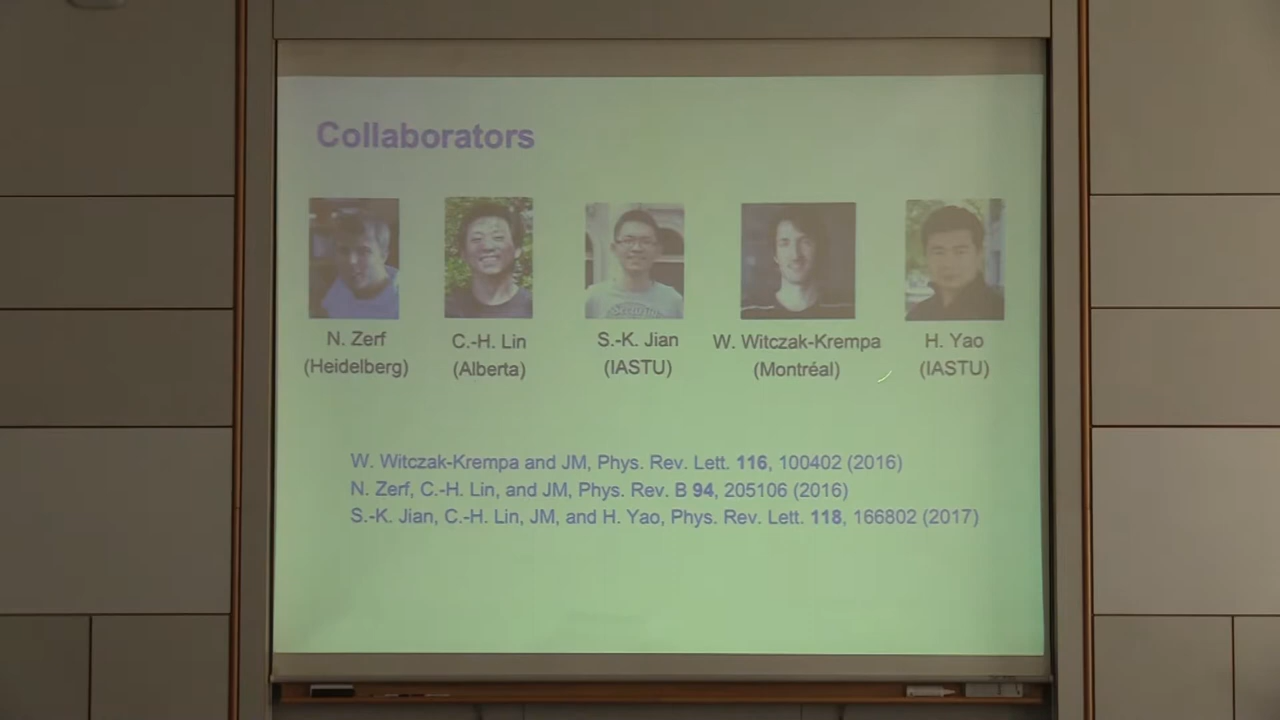 Collaborators
N. Zerf
(Heidelberg)
C.-H. Lin
(Alberta)
S.-K. Jian
(IASTU)
W. Witczak-Krempa
(Montréal)
H. Yao
(IASTU)
W. Witczak-Krempa and JM, Phys. Rev. Lett. 116, 100402 (2016)
N. Zerf, C.-H. Lin, and JM, Phys. Rev. B 94, 205106 (2016)
S.-K. Jian, C.-H. Lin, JM, and H. Yao, Phys. Rev. Lett. 118, 166802 (2017)